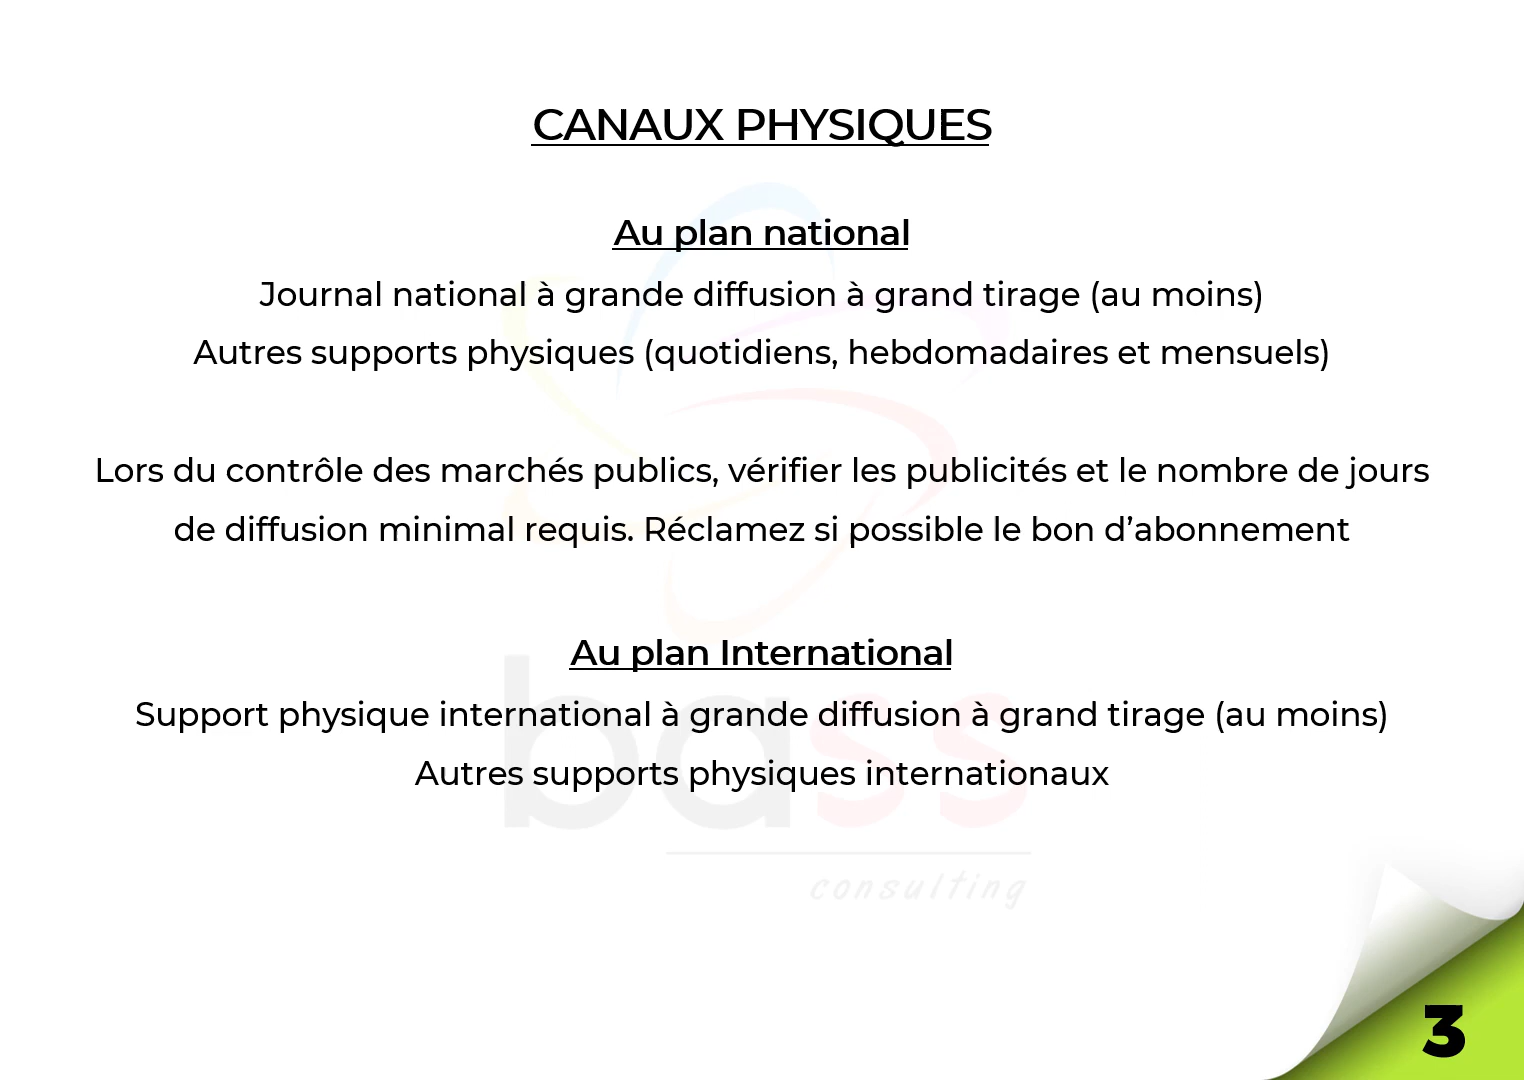 CANAUX PHYSIQUES
Au plan national
Journal national à grande diffusion à grand tirage (au moins)
Autres supports physiques (quotidiens, hebdomadaires et mensuels)
Lors du contrôle des marchés publics, vérifier les publicités et le nombre de jours
de diffusion minimal requis. Réclamez si possible le bon d’abonnement
Au plan International
Support physique international à grande diffusion à grand tirage (au moins)
Autres supports physiques internationaux
bass
consulting
3